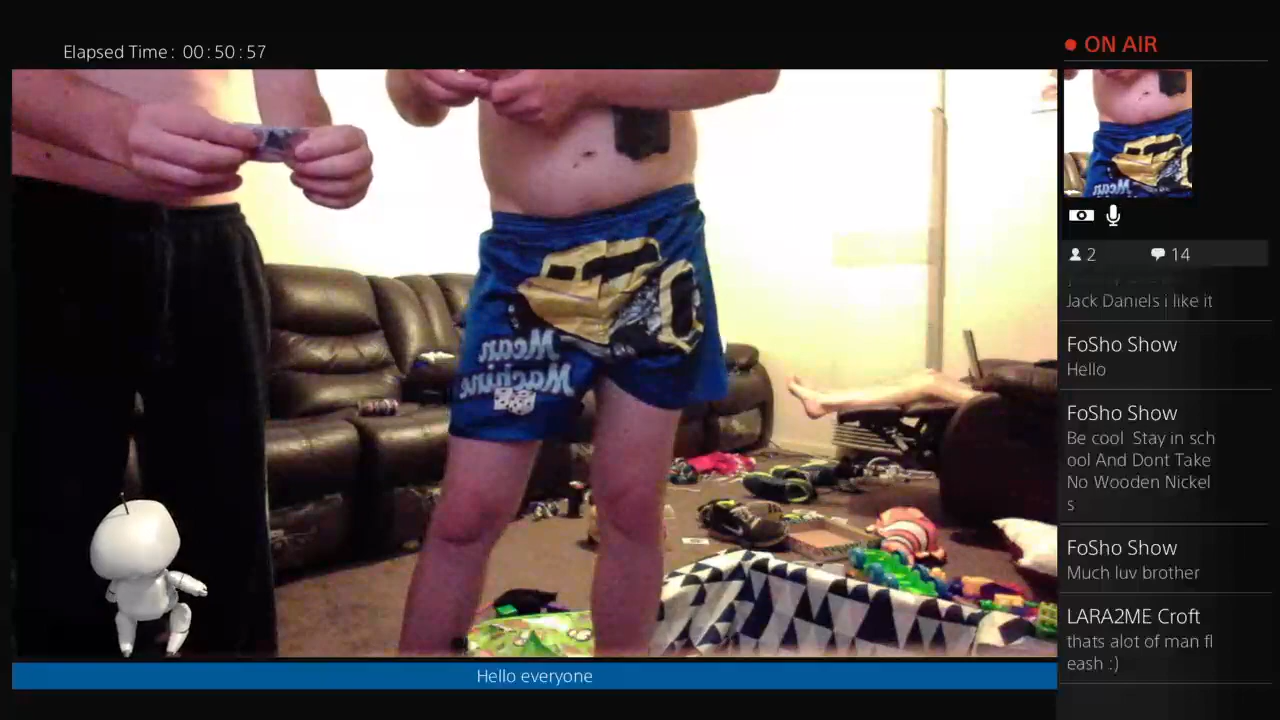 Elapsed Time: 00:50:57
ON AIR
2 14
Jack Daniels i like it
FoSho Show
Hello
FoSho Show
Be cool Stay in sch
ool And Dont Take
No Wooden Nickel
s
FoSho Show
Much luv brother
LARA2ME Croft
thats alot of man fl
eash :)
Mean
Machine
Mean
Hello everyone